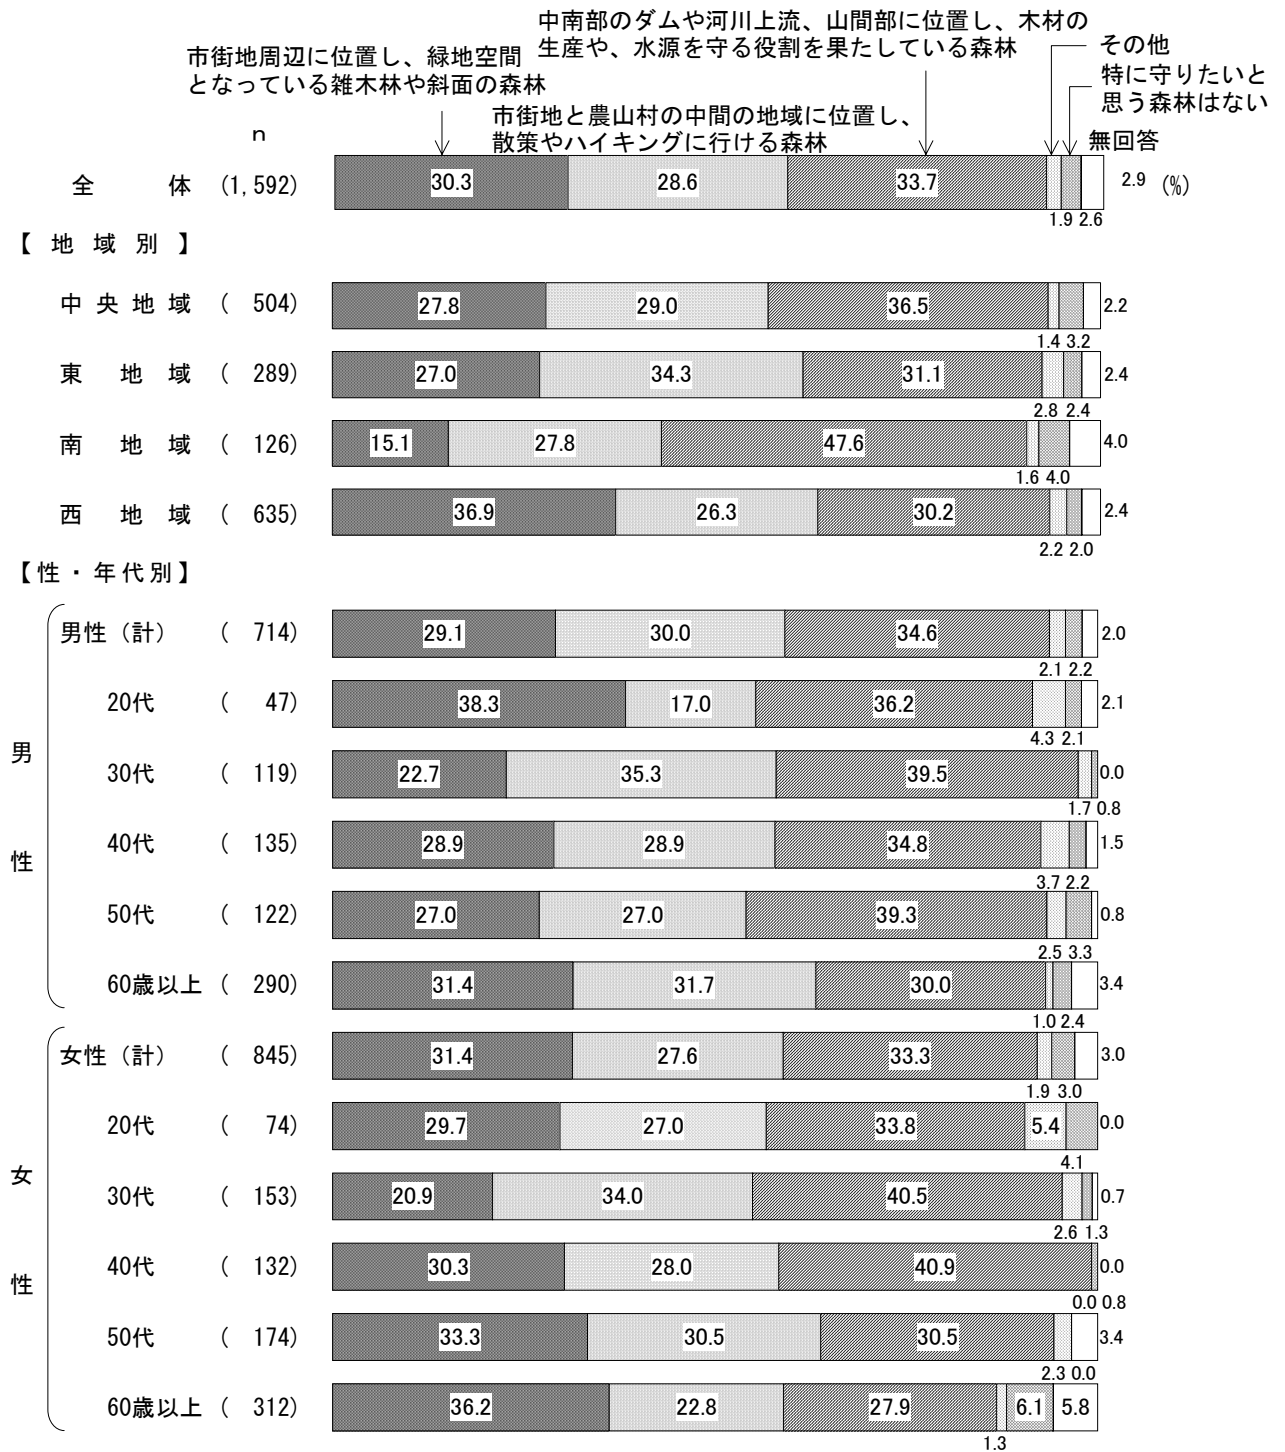 中南部のダムや河川上流、山間部に位置し、木材の
生産や、水源を守る役割を果たしている森林
その他
市街地周辺に位置し、緑地空間
となっている雑木林や斜面の森林
特に守りたいと
思う森林はない
市街地と農山村の中間の地域に位置し、
散策やハイキングに行ける森林
n
無回答
全 体 (1,592) 30.3 28.6 33.7 2.9 (%)
1.9 2.6
【 地 域 別 】
中 央 地 域 ( 504) 27.8 29.0 36.5 2.2
1.4 3.2
東 地 域 ( 289) 27.0 34.3 31.1 2.4
2.8 2.4
南 地 域 ( 126) 15.1 27.8 47.6 4.0
1.6 4.0
西 地 域 ( 635) 36.9 26.3 30.2 2.4
2.2 2.0
【性・年代別】
男性(計) ( 714) 29.1 30.0 34.6 2.0
2.1 2.2
20代 ( 47) 38.3 17.0 36.2 2.1
4.3 2.1
男
30代 ( 119) 22.7 35.3 39.5 0.0
1.7 0.8
40代 ( 135) 28.9 28.9 34.8 1.5
性
3.7 2.2
50代 ( 122) 27.0 27.0 39.3 0.8
2.5 3.3
60歳以上 ( 290) 31.4 31.7 30.0 3.4
1.0 2.4
女性(計) ( 845) 31.4 27.6 33.3 3.0
1.9 3.0
20代 ( 74) 29.7 27.0 33.8 5.4 0.0
4.1
女
30代 ( 153) 20.9 34.0 40.5 0.7
2.6 1.3
40代 ( 132) 30.3 28.0 40.9 0.0
性
0.0 0.8
50代 ( 174) 33.3 30.5 30.5 3.4
2.3 0.0
60歳以上 ( 312) 36.2 22.8 27.9 6.1 5.8
1.3